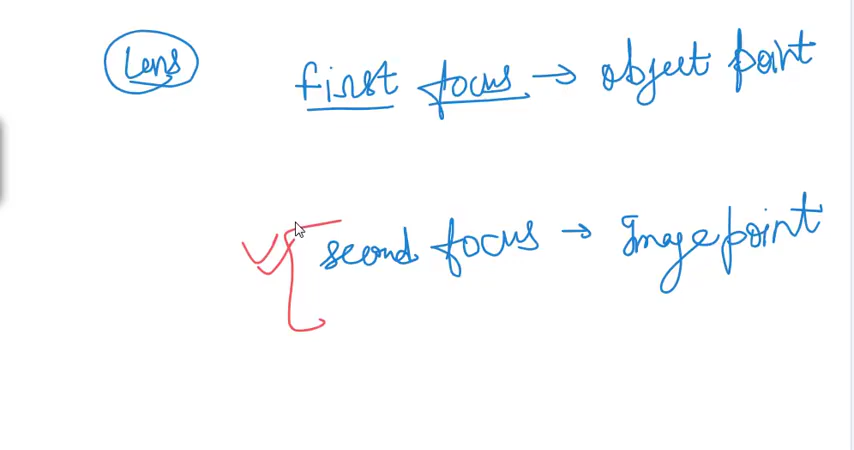 Lens
first focus → object point
second focus → Image point